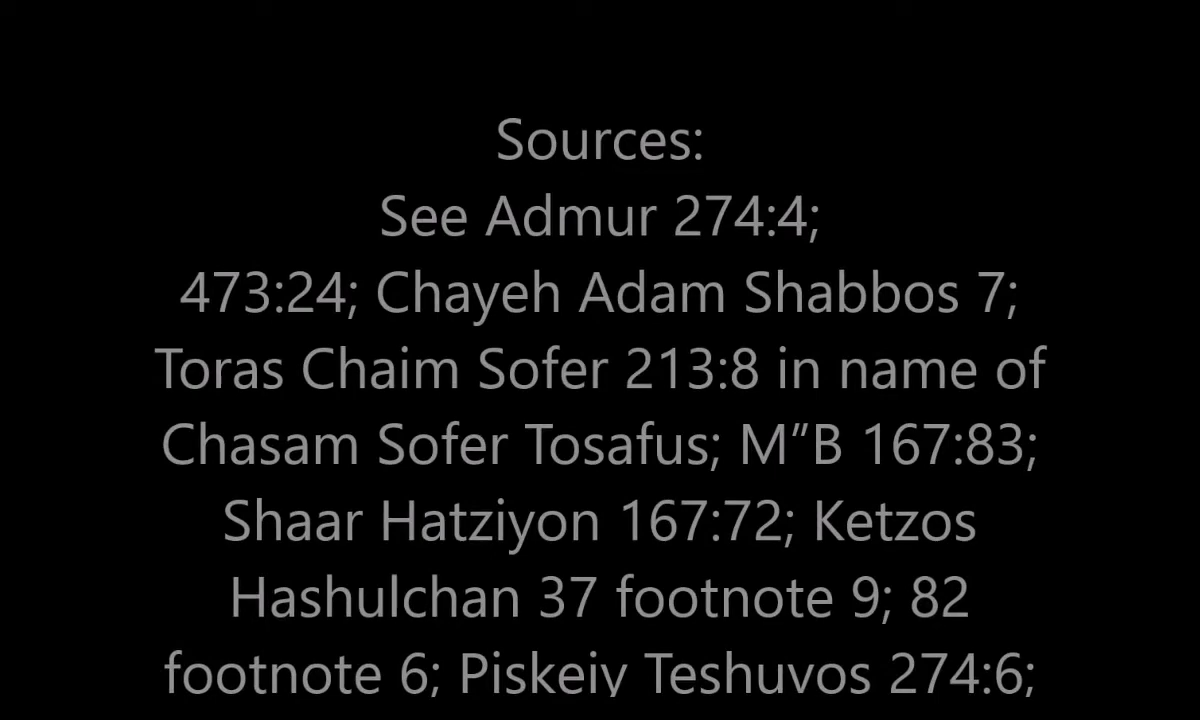 Sources:
See Admur 274:4;
473:24; Chayeh Adam Shabbos 7;
Toras Chaim Sofer 213:8 in name of
Chasam Sofer Tosafus; M”B 167:83;
Shaar Hatziyon 167:72; Ketzos
Hashulchan 37 footnote 9; 82
footnote 6; Piskeiy Teshuvos 274:6;